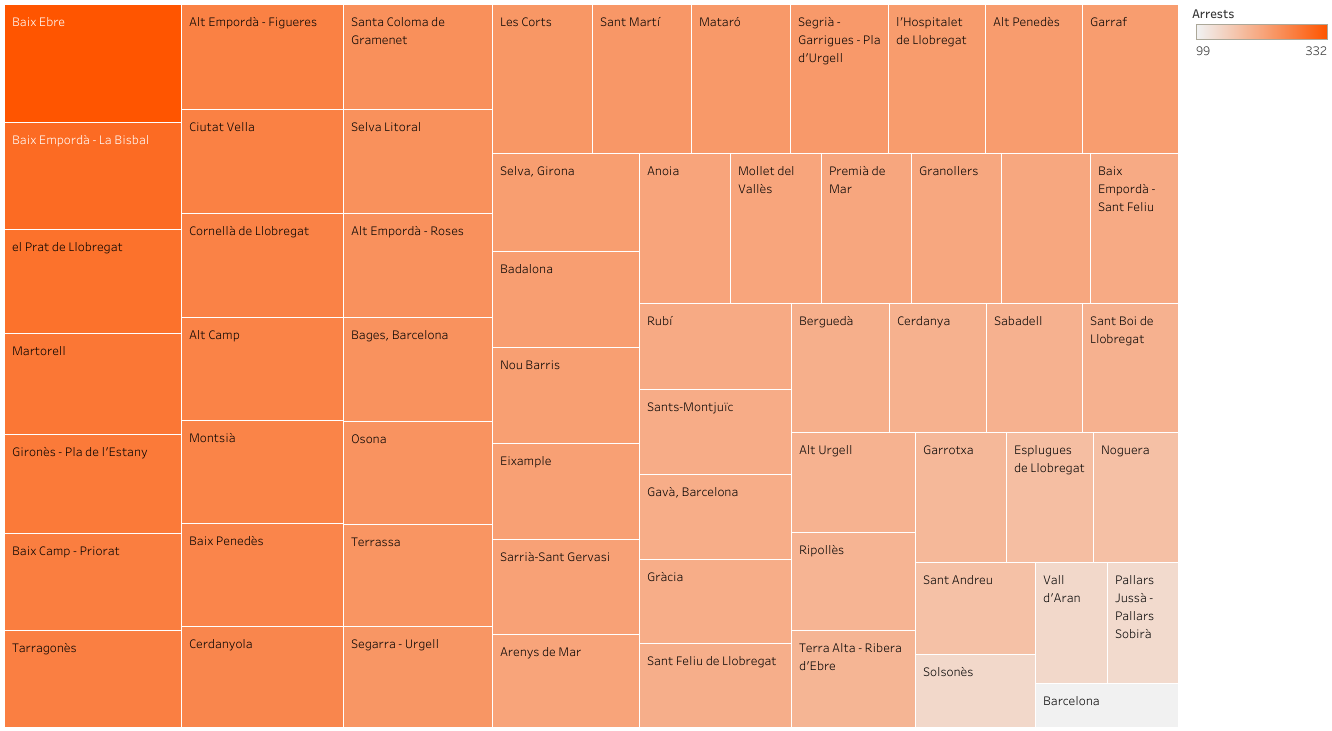 Baix Ebre
Baix Empordà - La Bisbal
el Prat de Llobregat
Martorell
Gironès - Pla de l'Estany
Baix Camp - Priorat
Tarragonès
Alt Empordà - Figueres
Ciutat Vella
Cornellà de Llobregat
Alt Camp
Montsià
Baix Penedès
Cerdanyola
Santa Coloma de
Gramenet
Selva Litoral
Alt Empordà - Roses
Bages, Barcelona
Osona
Terrassa
Segarra - Urgell
Les Corts
Sant Martí
Mataró
Segrià -
Garrigues - Pla
d'Urgell
l'Hospitalet
de Llobregat
Alt Penedès
Garraf
Selva, Girona
Badalona
Nou Barris
Eixample
Sarrià-Sant Gervasi
Arenys de Mar
Anoia
Mollet del
Vallès
Premià de
Mar
Granollers
Baix
Empordà -
Sant Feliu
Rubí
Sants-Montjuïc
Gavà, Barcelona
Gràcia
Sant Feliu de Llobregat
Berguedà
Cerdanya
Sabadell
Sant Boi de
Llobregat
Alt Urgell
Ripollès
Terra Alta - Ribera
d'Ebre
Garrotxa
Esplugues
de Llobregat
Noguera
Sant Andreu
Solsonès
Vall
d'Aran
Pallars
Jussà -
Pallars
Sobirà
Barcelona
Arrests
99
332